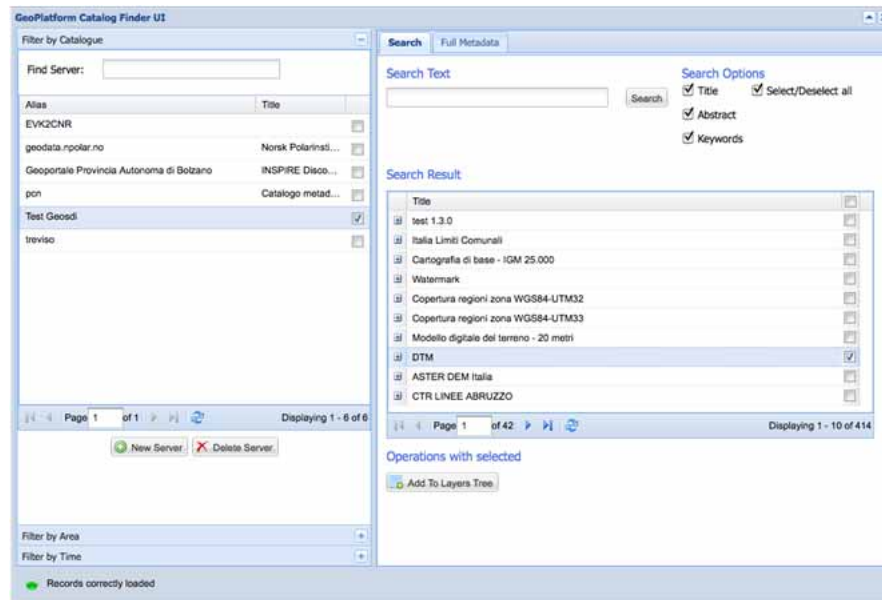 GeoPlatform Catalog Finder UI
Filter by Catalogue
Find Server:
Alias Title
EVK2CNR
geodata.npolar.no Norsk Polarinsti...
Geoportale Provincia Autonoma di Bolzano INSPIRE Disco...
pcn Catalogo metad...
Test Geosdi
treviso
Page 1 of 1 Displaying 1 - 6 of 6
New Server Delete Server
Filter by Area
Filter by Time
Search Full Metadata
Search Text
Search
Search Options
Title Select/Deselect all
Abstract
Keywords
Search Result
Title
test 1.3.0
Italia Limiti Comunali
Cartografia di base - IGM 25.000
Watermark
Copertura regioni zona WGS84-UTM32
Copertura regioni zona WGS84-UTM33
Modello digitale del terreno - 20 metri
DTM
ASTER DEM Italia
CTR LINEE ABRUZZO
Page 1 of 42 Displaying 1 - 10 of 414
Operations with selected
Add To Layers Tree
Records correctly loaded